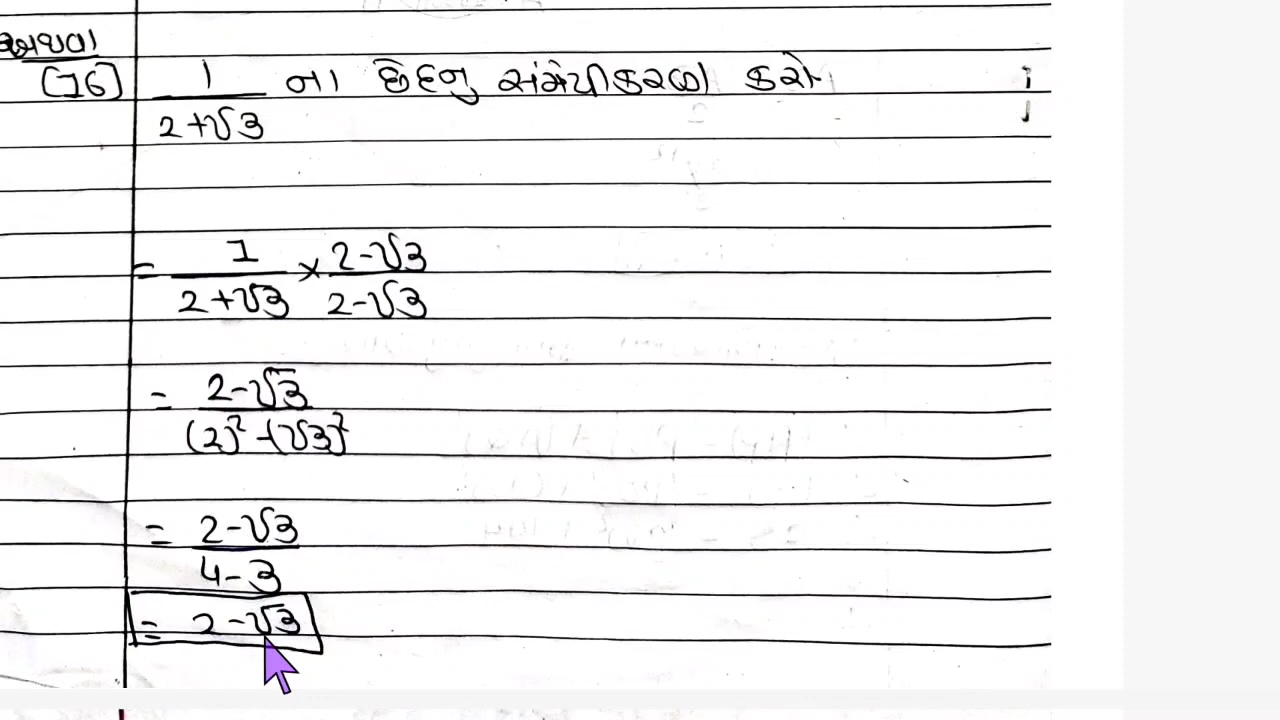 અથવા
[16] 1/(2+√3) ના છેદનુ સંમેયીકરણ કરો
= 1/(2+√3) × (2-√3)/(2-√3)
= (2-√3)/((2)² - (√3)²)
= (2-√3)/(4-3)
= 2-√3